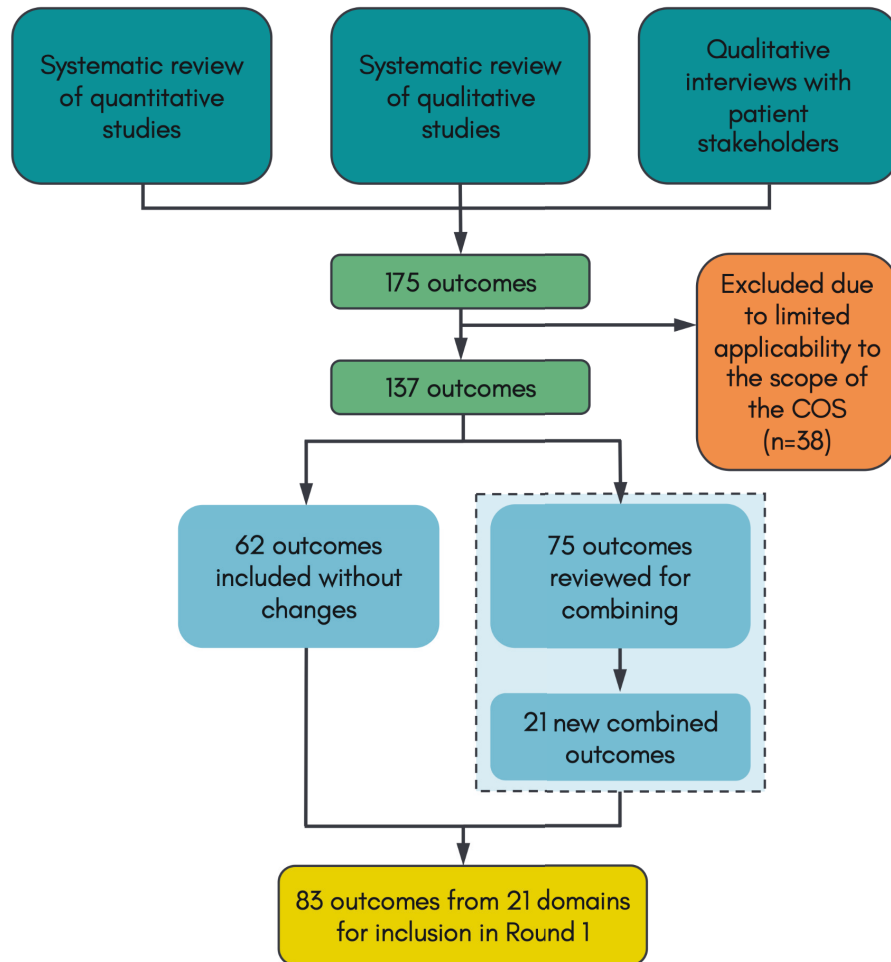 Systematic review
of quantitative
studies
Systematic review
of qualitative
studies
Qualitative
interviews with
patient
stakeholders
175 outcomes
Excluded due
to limited
applicability to
the scope of
the COS
(n=38)
137 outcomes
62 outcomes
included without
changes
75 outcomes
reviewed for
combining
21 new combined
outcomes
83 outcomes from 21 domains
for inclusion in Round 1